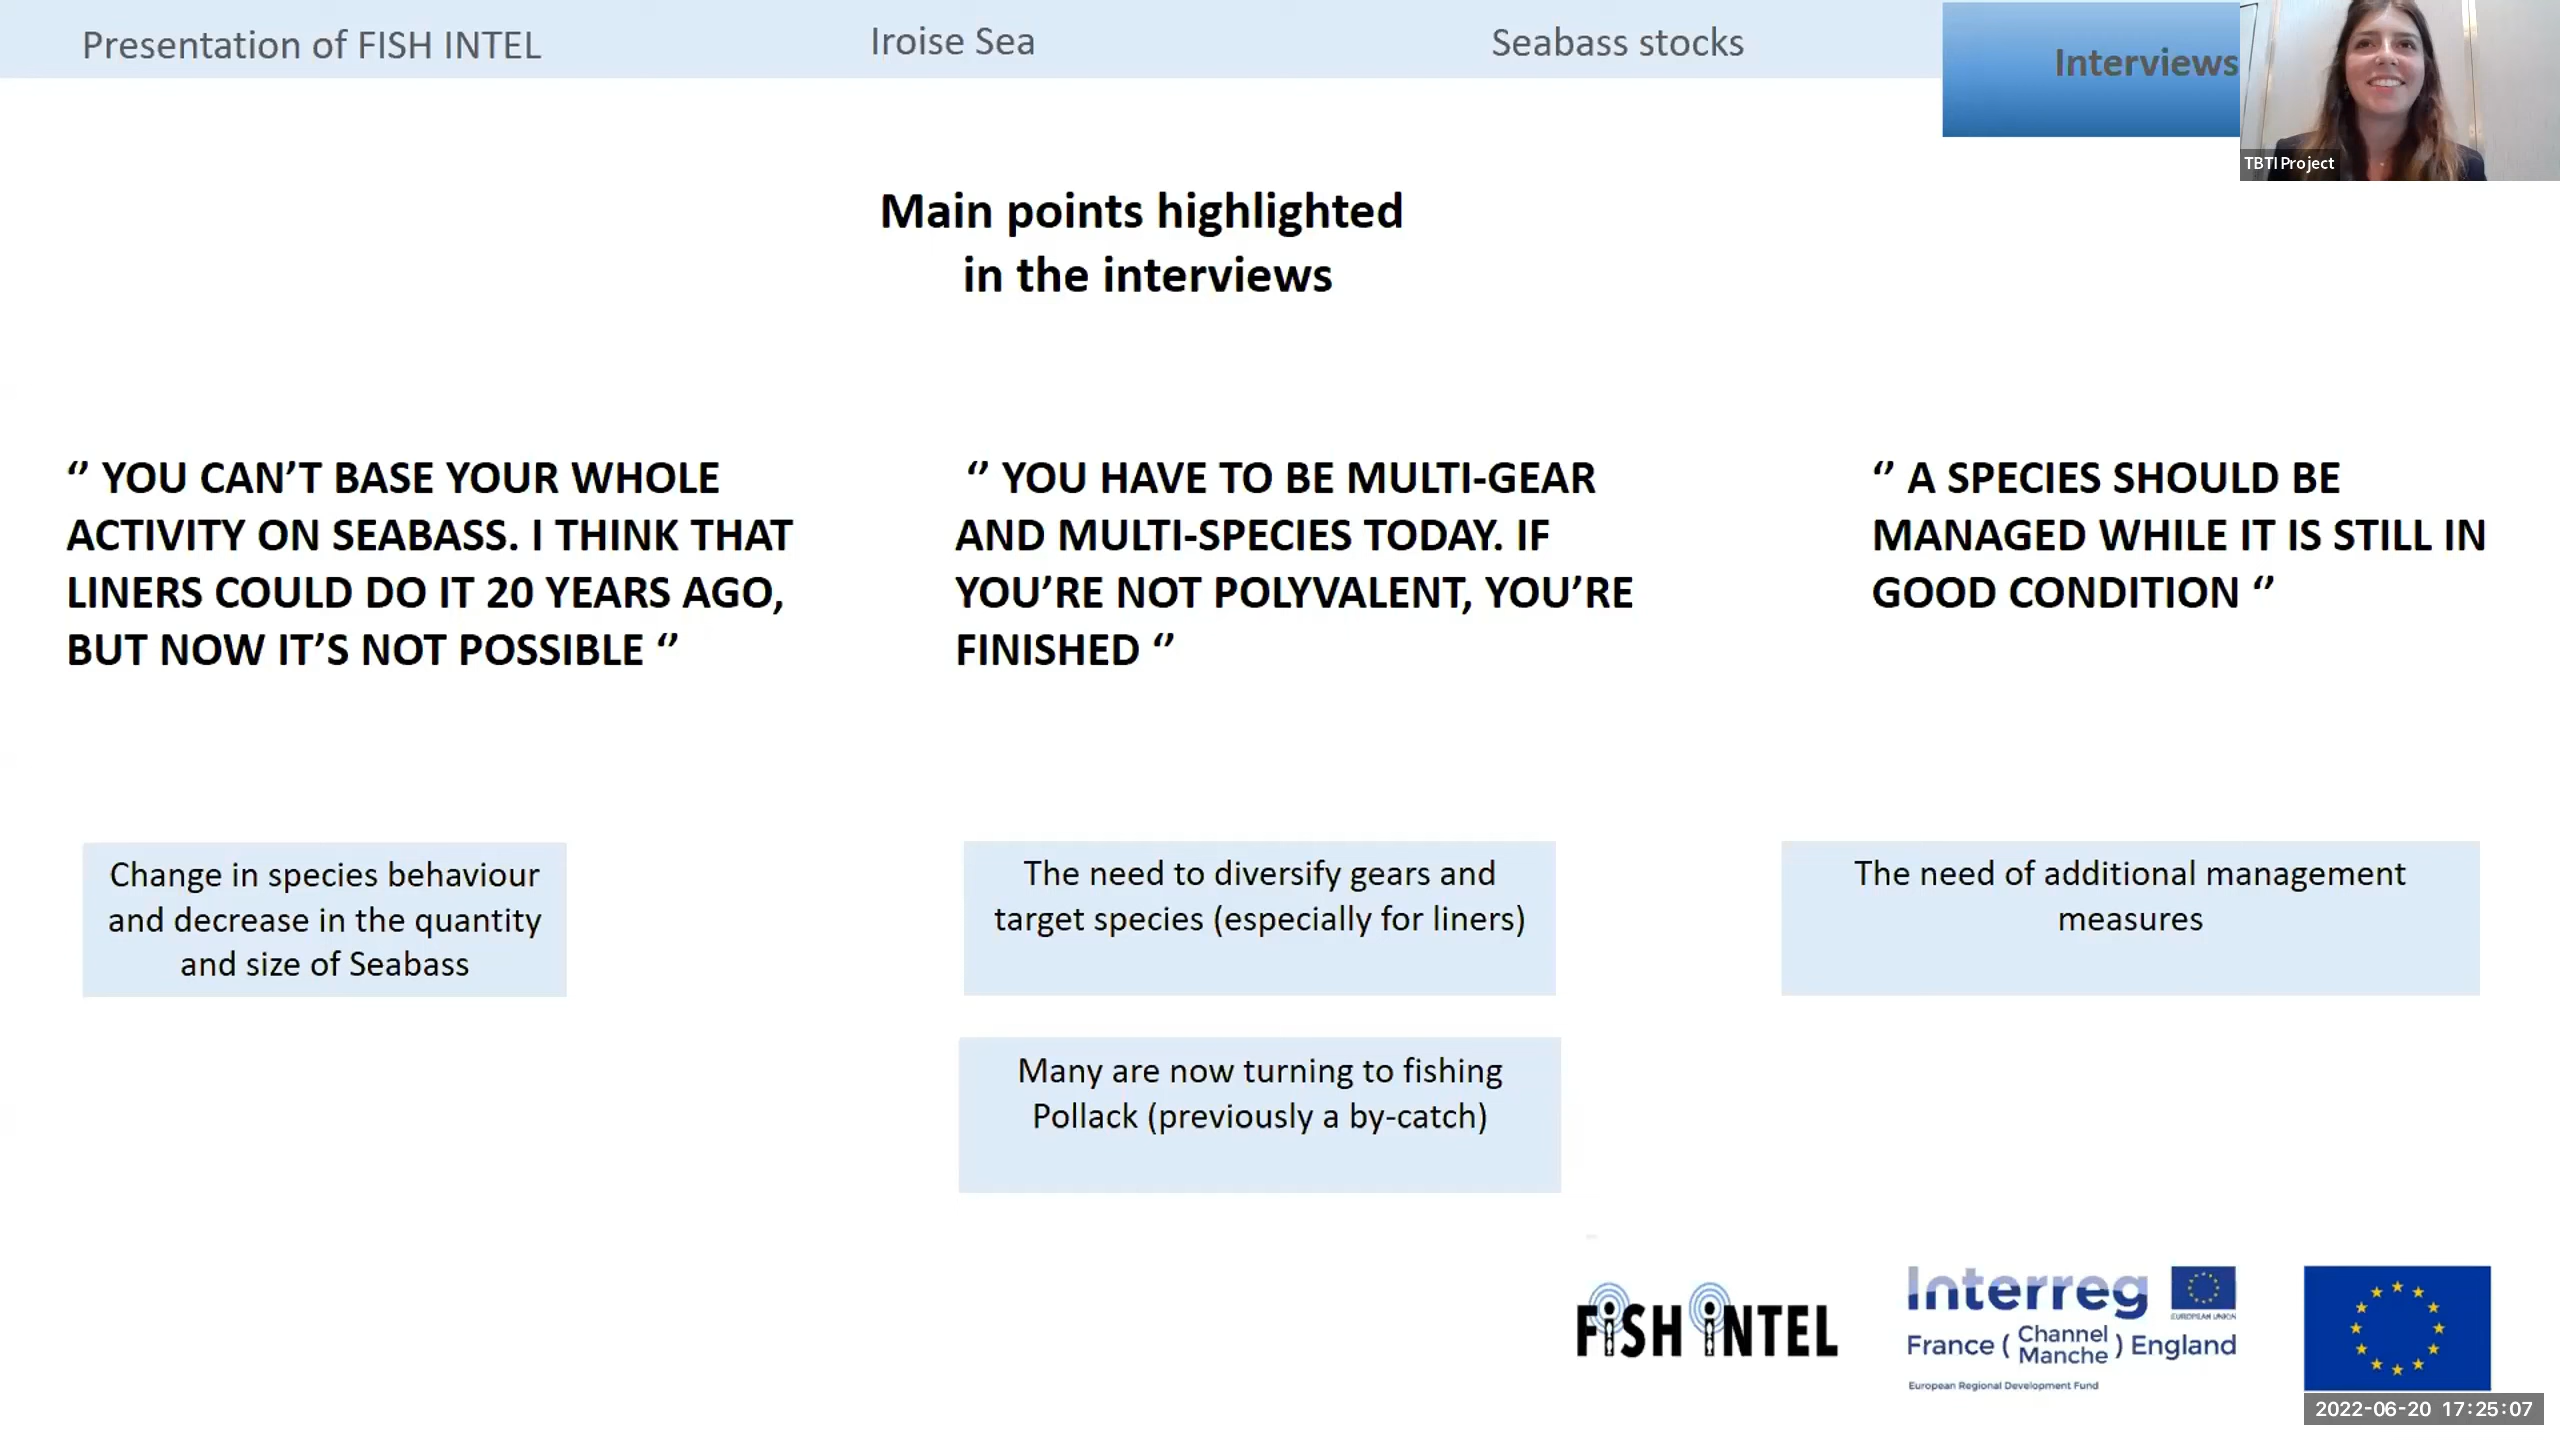 Presentation of FISH INTEL
Iroise Sea
Seabass stocks
Interviews
TBTI Project
Main points highlighted
in the interviews
‘’ YOU CAN’T BASE YOUR WHOLE
ACTIVITY ON SEABASS. I THINK THAT
LINERS COULD DO IT 20 YEARS AGO,
BUT NOW IT’S NOT POSSIBLE ‘’
‘’ YOU HAVE TO BE MULTI-GEAR
AND MULTI-SPECIES TODAY. IF
YOU’RE NOT POLYVALENT, YOU’RE
FINISHED ‘’
‘’ A SPECIES SHOULD BE
MANAGED WHILE IT IS STILL IN
GOOD CONDITION ‘’
Change in species behaviour
and decrease in the quantity
and size of Seabass
The need to diversify gears and
target species (especially for liners)
Many are now turning to fishing
Pollack (previously a by-catch)
The need of additional management
measures
FiSH iNTEL
Interreg
EUROPEAN UNION
France ( Channel Manche ) England
European Regional Development Fund
2022-06-20 17:25:07